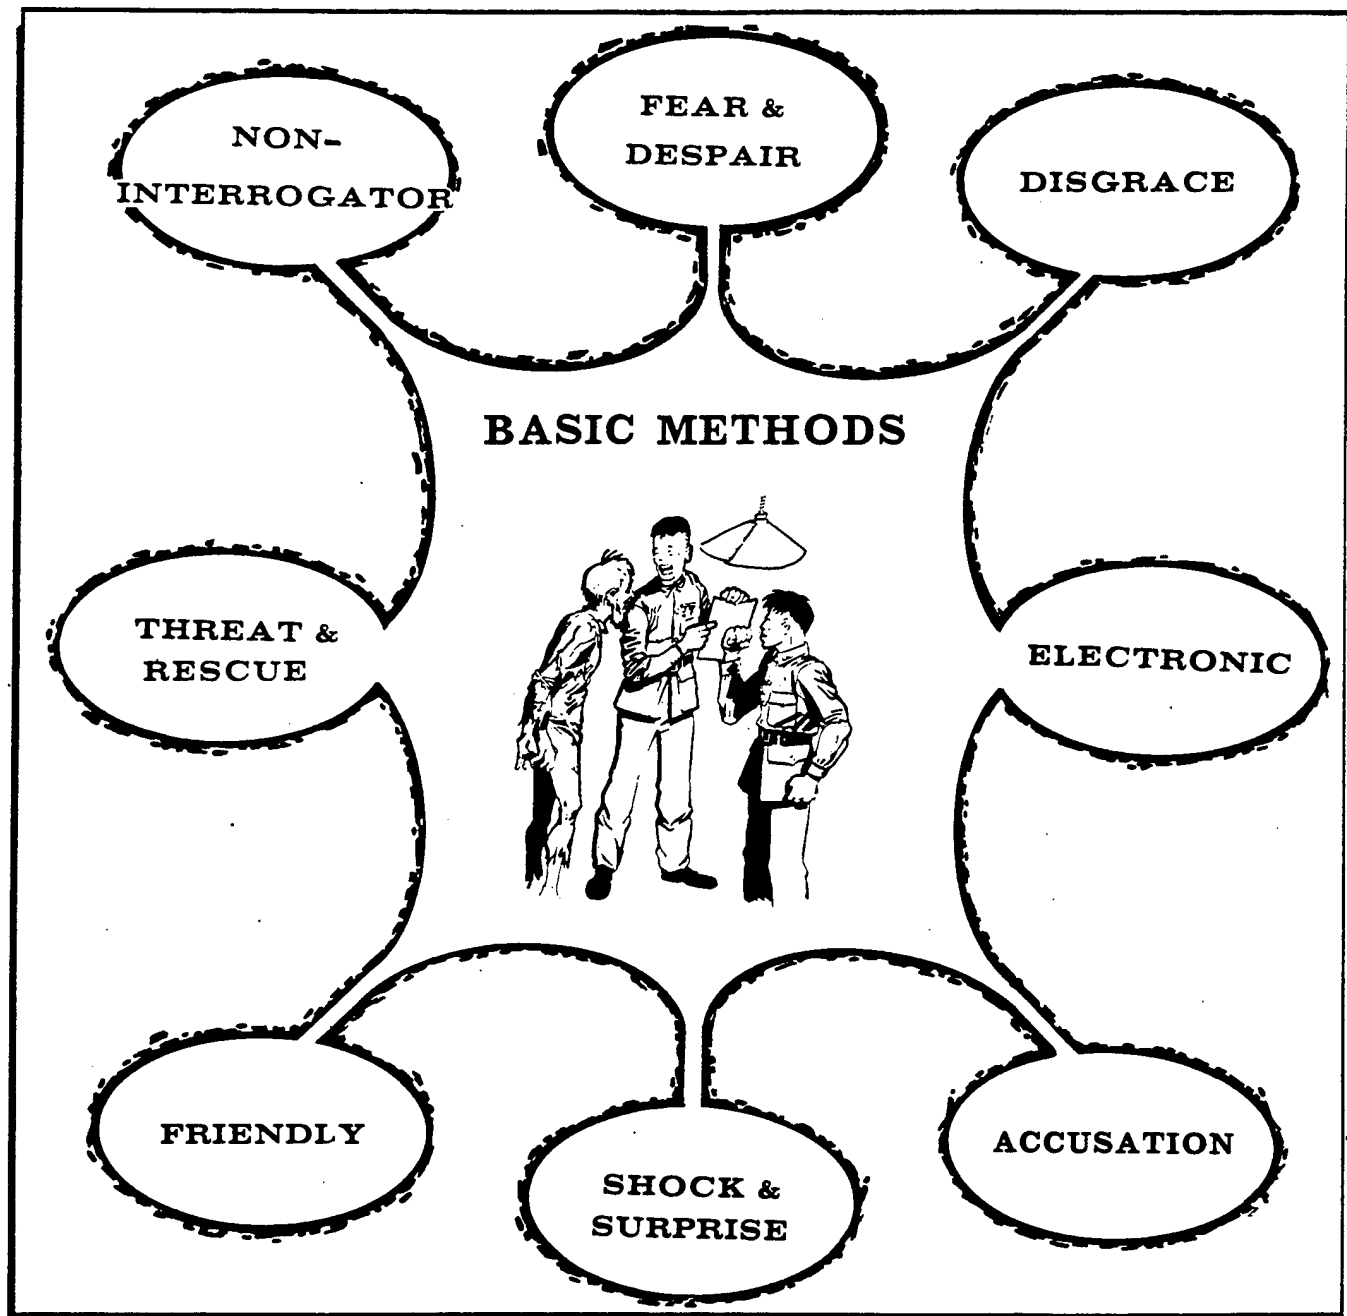 FEAR &
DESPAIR
NON-
INTERROGATOR
DISGRACE
BASIC METHODS
THREAT &
RESCUE
ELECTRONIC
FRIENDLY
ACCUSATION
SHOCK &
SURPRISE